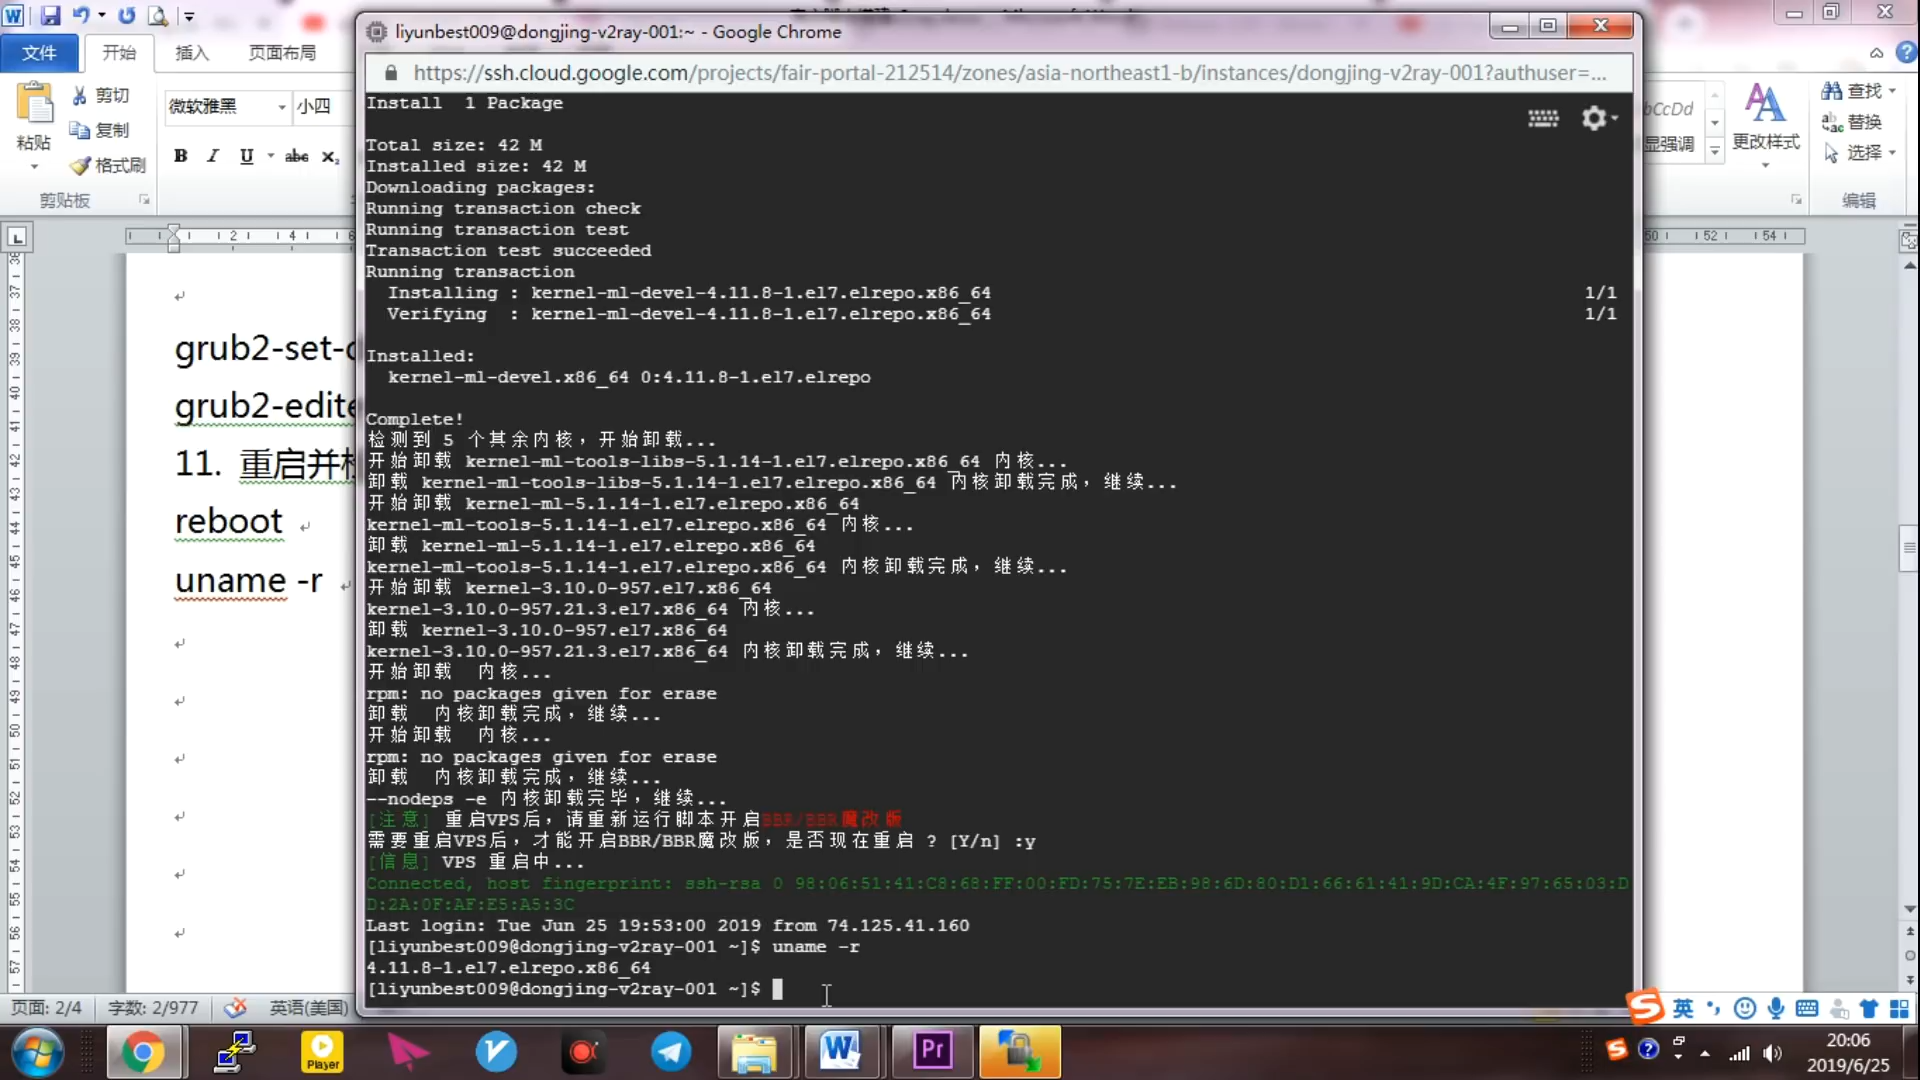 liyunbest009@dongjing-v2ray-001:~ - Google Chrome
https://ssh.cloud.google.com/projects/fair-portal-212514/zones/asia-northeast1-b/instances/dongjing-v2ray-001?authuser=...
文件 开始 插入 页面布局
剪切
微软雅黑 小四
粘贴
复制
格式刷
B I U abc x₂
剪贴板
查找
替换
选择
bCcDd
显强调
更改样式
编辑
2 4 6
50 52 54
grub2-set-d
grub2-edite
11. 重启并
reboot
uname -r
Install  1 Package
Total size: 42 M
Installed size: 42 M
Downloading packages:
Running transaction check
Running transaction test
Transaction test succeeded
Running transaction
Installing : kernel-ml-devel-4.11.8-1.el7.elrepo.x86_64 1/1
Verifying  : kernel-ml-devel-4.11.8-1.el7.elrepo.x86_64 1/1
Installed:
kernel-ml-devel.x86_64 0:4.11.8-1.el7.elrepo
Complete!
检测到 5 个其余内核，开始卸载...
开始卸载 kernel-ml-tools-libs-5.1.14-1.el7.elrepo.x86_64 内核...
卸载 kernel-ml-tools-libs-5.1.14-1.el7.elrepo.x86_64 内核卸载完成，继续...
开始卸载 kernel-ml-5.1.14-1.el7.elrepo.x86_64
kernel-ml-tools-5.1.14-1.el7.elrepo.x86_64 内核...
卸载 kernel-ml-5.1.14-1.el7.elrepo.x86_64
kernel-ml-tools-5.1.14-1.el7.elrepo.x86_64 内核卸载完成，继续...
开始卸载 kernel-3.10.0-957.el7.x86_64
kernel-3.10.0-957.21.3.el7.x86_64 内核...
卸载 kernel-3.10.0-957.el7.x86_64
kernel-3.10.0-957.21.3.el7.x86_64 内核卸载完成，继续...
开始卸载  内核...
rpm: no packages given for erase
卸载  内核卸载完成，继续...
开始卸载  内核...
rpm: no packages given for erase
卸载  内核卸载完成，继续...
--nodeps -e 内核卸载完毕，继续...
[注意] 重启VPS后，请重新运行脚本开启BBR/BBR魔改版
需要重启VPS后，才能开启BBR/BBR魔改版，是否现在重启 ? [Y/n] :y
[信息] VPS 重启中...
Connected, host fingerprint: ssh-rsa 0 98:06:51:41:C8:68:FF:00:FD:75:7E:EB:98:6D:80:D1:66:61:41:9D:CA:4F:97:65:03:D
D:2A:0F:AF:E5:A5:3C
Last login: Tue Jun 25 19:53:00 2019 from 74.125.41.160
[liyunbest009@dongjing-v2ray-001 ~]$ uname -r
4.11.8-1.el7.elrepo.x86_64
[liyunbest009@dongjing-v2ray-001 ~]$
页面: 2/4 字数: 2/977 英语(美国)
英
Player
Pr
20:06
2019/6/25